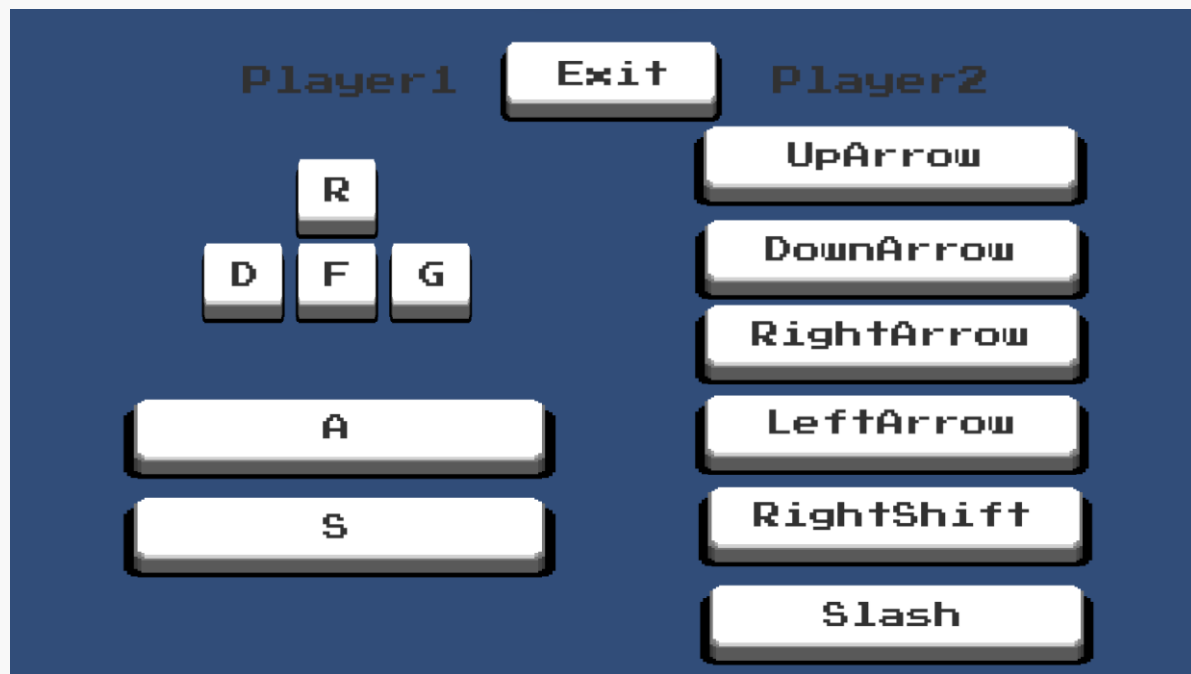 Player1
Exit
Player2
R
D F G
A
S
UpArrow
DownArrow
RightArrow
LeftArrow
RightShift
Slash